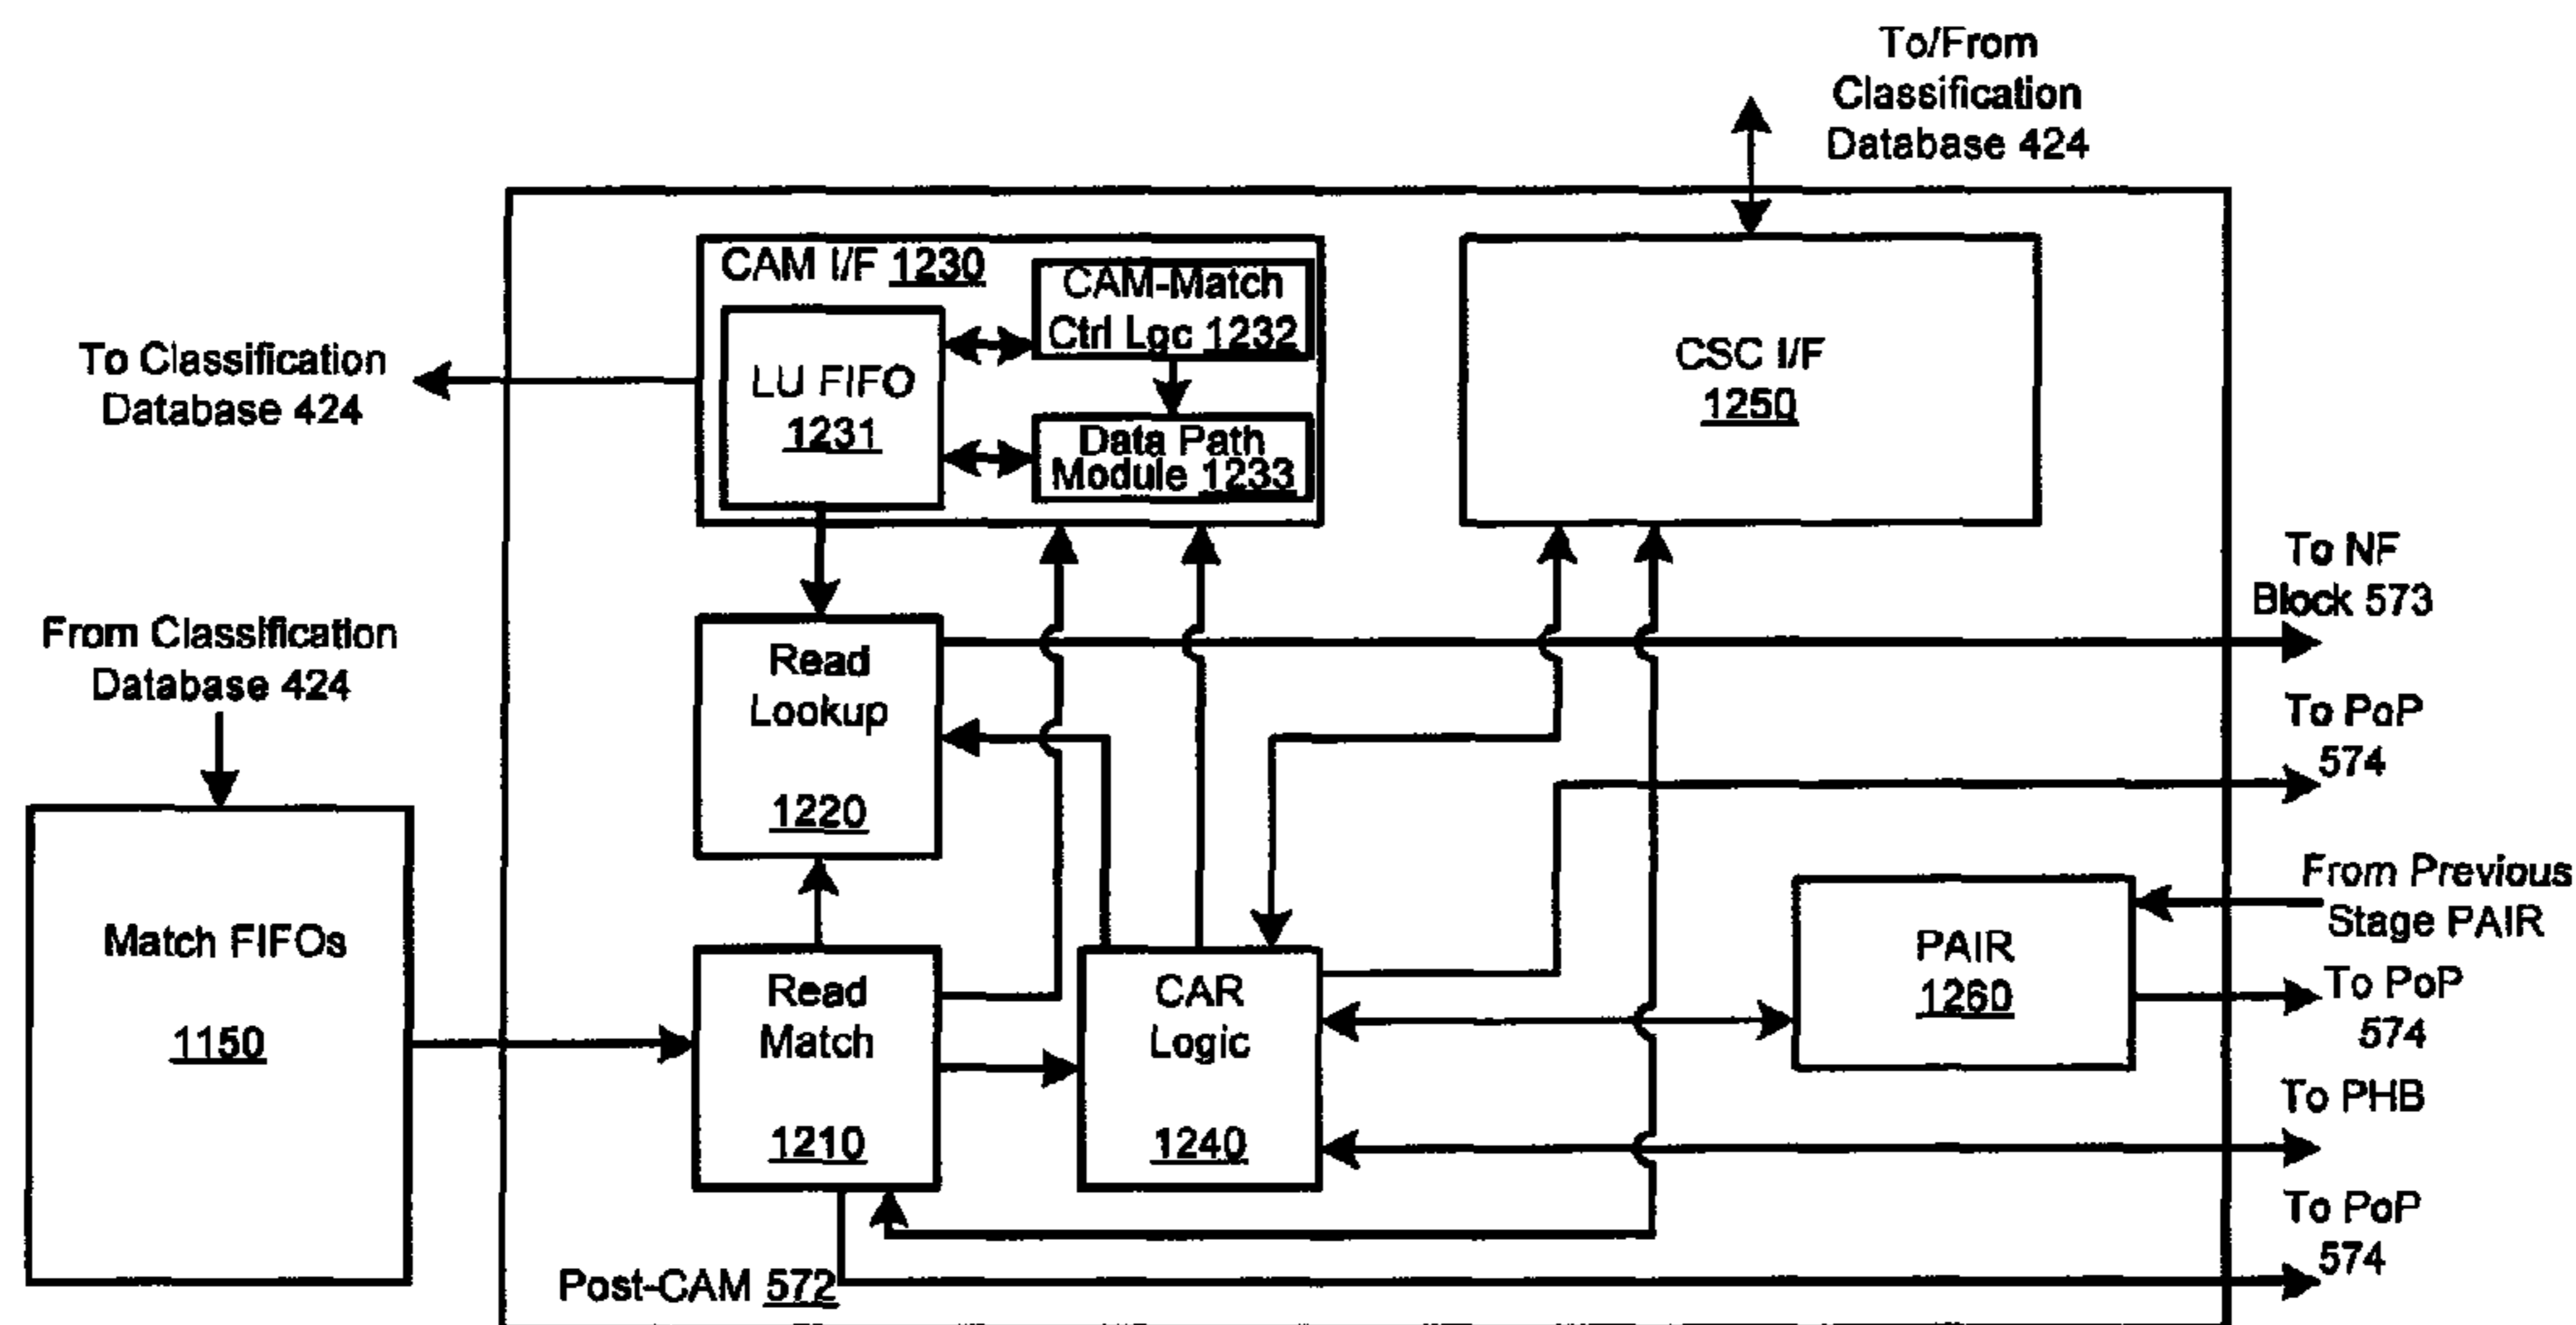 To/From
Classification
Database 424
CAM I/F 1230
CAM-Match
Ctrl Lgc 1232
LU FIFO
1231
Data Path
Module 1233
CSC I/F
1250
To Classification
Database 424
To NF
Block 573
From Classification
Database 424
Read
Lookup
1220
To PoP
574
Match FIFOs
1150
Read
Match
1210
CAR
Logic
1240
PAIR
1260
From Previous
Stage PAIR
To PoP
574
To PHB
To PoP
574
Post-CAM 572